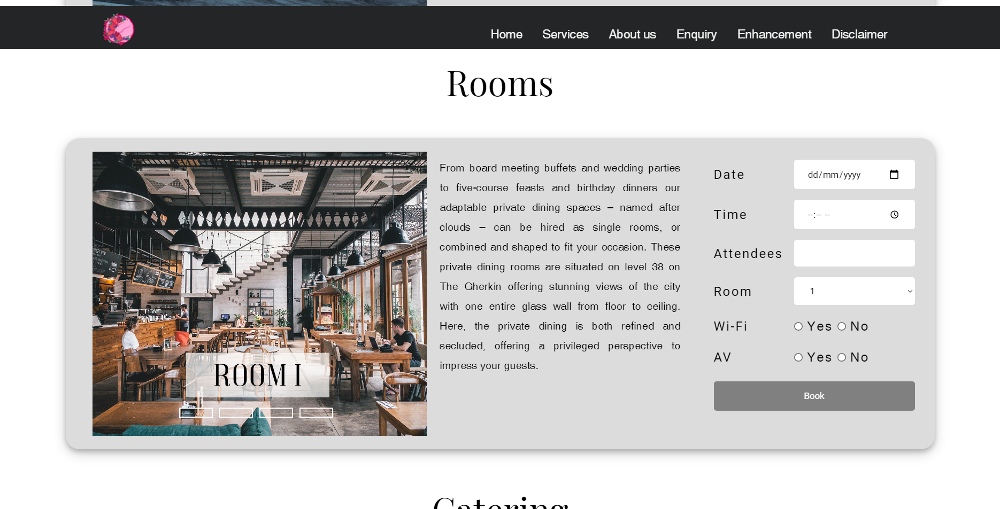 Home Services About us Enquiry Enhancement Disclaimer
Rooms
From board meeting buffets and wedding parties
to five-course feasts and birthday dinners our
adaptable private dining spaces – named after
clouds – can be hired as single rooms, or
combined and shaped to fit your occasion. These
private dining rooms are situated on level 38 on
The Gherkin offering stunning views of the city
with one entire glass wall from floor to ceiling.
Here, the private dining is both refined and
secluded, offering a privileged perspective to
impress your guests.
love
ROOM I
Date dd/mm/yyyy
Time --:-- --
Attendees
Room 1
Wi-Fi Yes No
AV Yes No
Book
Catering